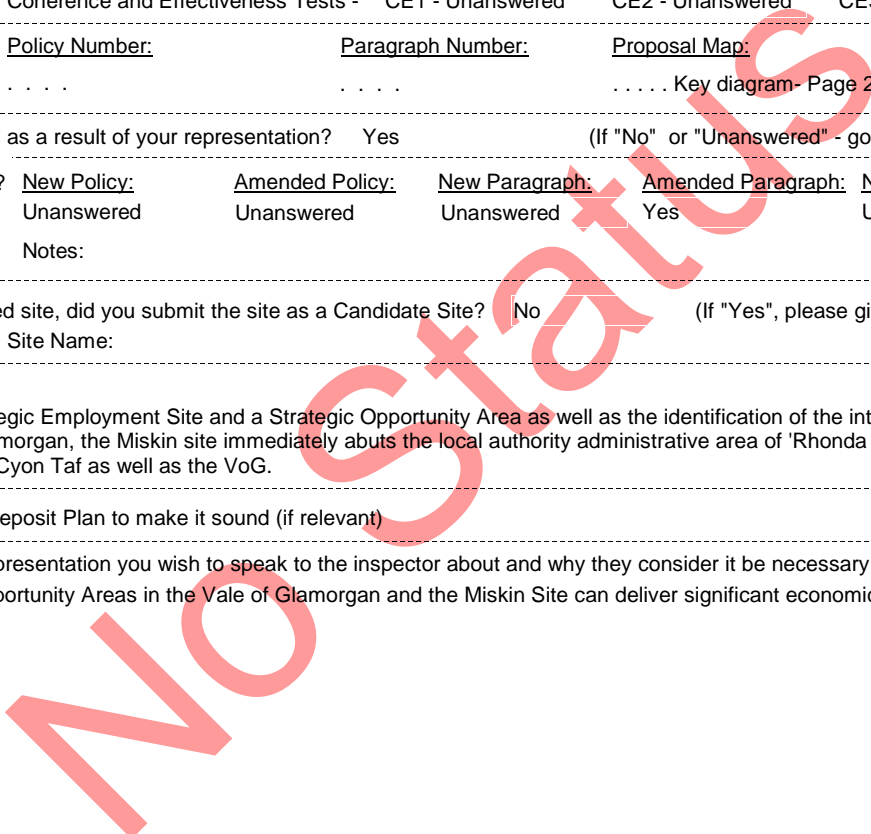 Coherence and Effectiveness Tests - CE1 - Unanswered CE2 - Unanswered
Policy Number: Paragraph Number: Proposal Map:
. . . . . . . . . . . . . Key diagram- Page 2
as a result of your representation? Yes (If "No" or "Unanswered" - go
? New Policy: Amended Policy: New Paragraph: Amended Paragraph: N
Unanswered Unanswered Unanswered Yes U
Notes:
ed site, did you submit the site as a Candidate Site? No (If "Yes", please gi
Site Name:
egic Employment Site and a Strategic Opportunity Area as well as the identification of the int
morgan, the Miskin site immediately abuts the local authority administrative area of 'Rhonda
Cyon Taf as well as the VoG.
eposit Plan to make it sound (if relevant)
presentation you wish to speak to the inspector about and why they consider it be necessary
portunity Areas in the Vale of Glamorgan and the Miskin Site can deliver significant economic
No Status